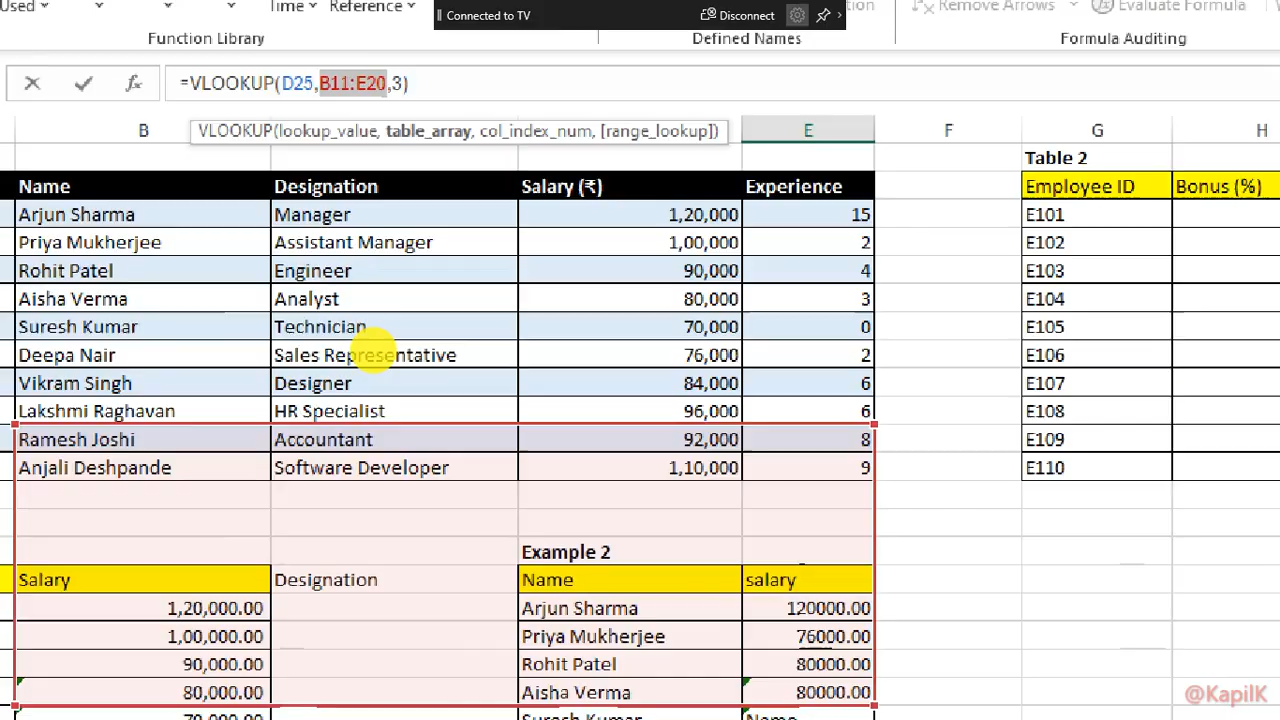 Used Time Reference Connected to TV Disconnect Remove Arrows Evaluate Formula
Function Library Defined Names Formula Auditing
fx =VLOOKUP(D25,B11:E20,3)
VLOOKUP(lookup_value, table_array, col_index_num, [range_lookup])
B E F G H
Table 2
Name Designation Salary (₹) Experience Employee ID Bonus (%)
Arjun Sharma Manager 1,20,000 15 E101
Priya Mukherjee Assistant Manager 1,00,000 2 E102
Rohit Patel Engineer 90,000 4 E103
Aisha Verma Analyst 80,000 3 E104
Suresh Kumar Technician 70,000 0 E105
Deepa Nair Sales Representative 76,000 2 E106
Vikram Singh Designer 84,000 6 E107
Lakshmi Raghavan HR Specialist 96,000 6 E108
Ramesh Joshi Accountant 92,000 8 E109
Anjali Deshpande Software Developer 1,10,000 9 E110
Example 2
Salary Designation Name salary
1,20,000.00 Arjun Sharma 120000.00
1,00,000.00 Priya Mukherjee 76000.00
90,000.00 Rohit Patel 80000.00
80,000.00 Aisha Verma 80000.00
70,000.00 Suresh Kumar Name
@KapilK